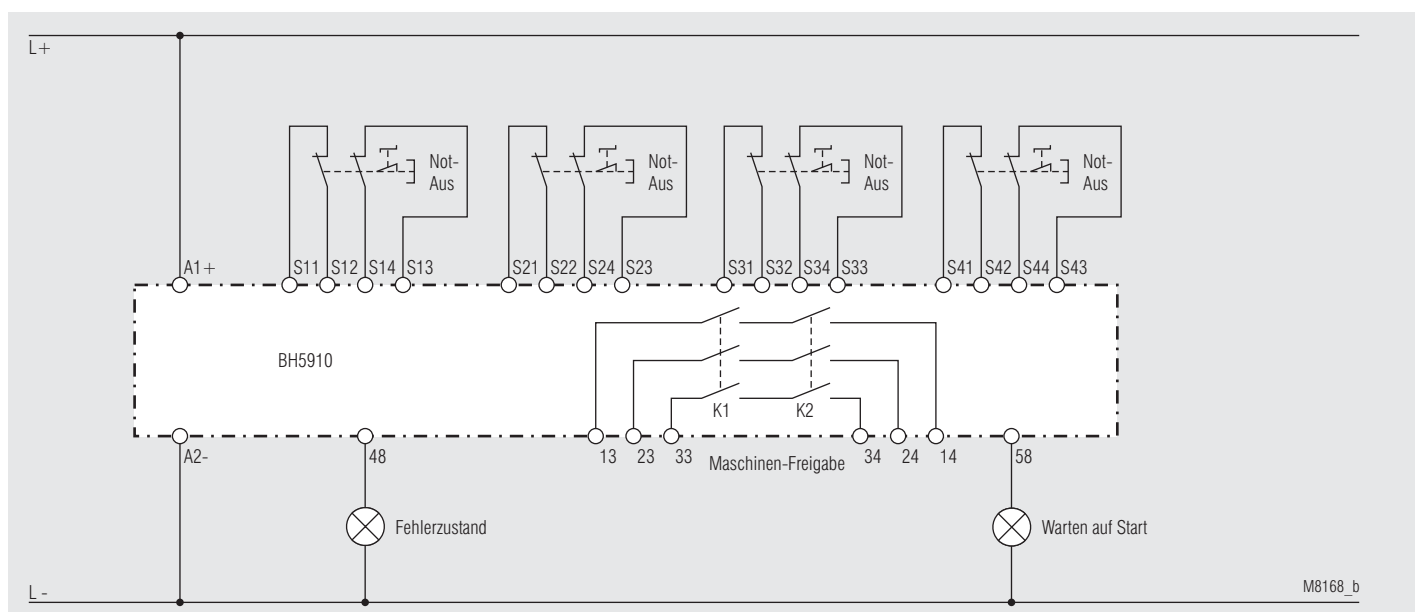 L+
Not-
Aus
Not-
Aus
Not-
Aus
Not-
Aus
A1+ S11 S12 S14 S13 S21 S22 S24 S23 S31 S32 S34 S33 S41 S42 S44 S43
BH5910
K1 K2
A2- 48 13 23 33 Maschinen-Freigabe 34 24 14 58
Fehlerzustand
Warten auf Start
L -
M8168_b